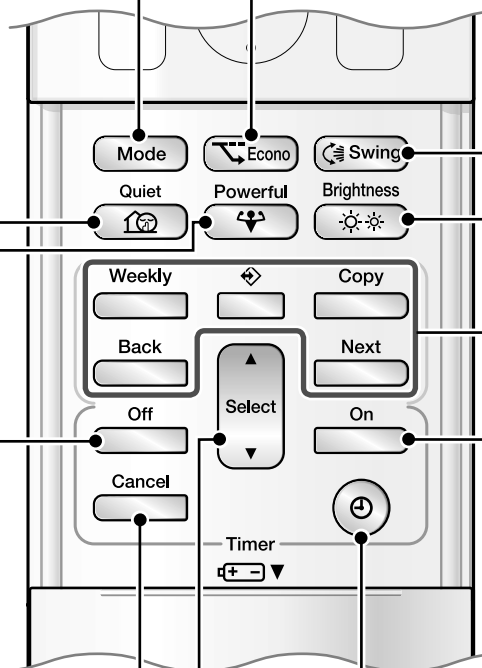 Mode Econo Swing
Quiet Powerful Brightness
Weekly Copy
Back Next
Select
Off On
Cancel
Timer